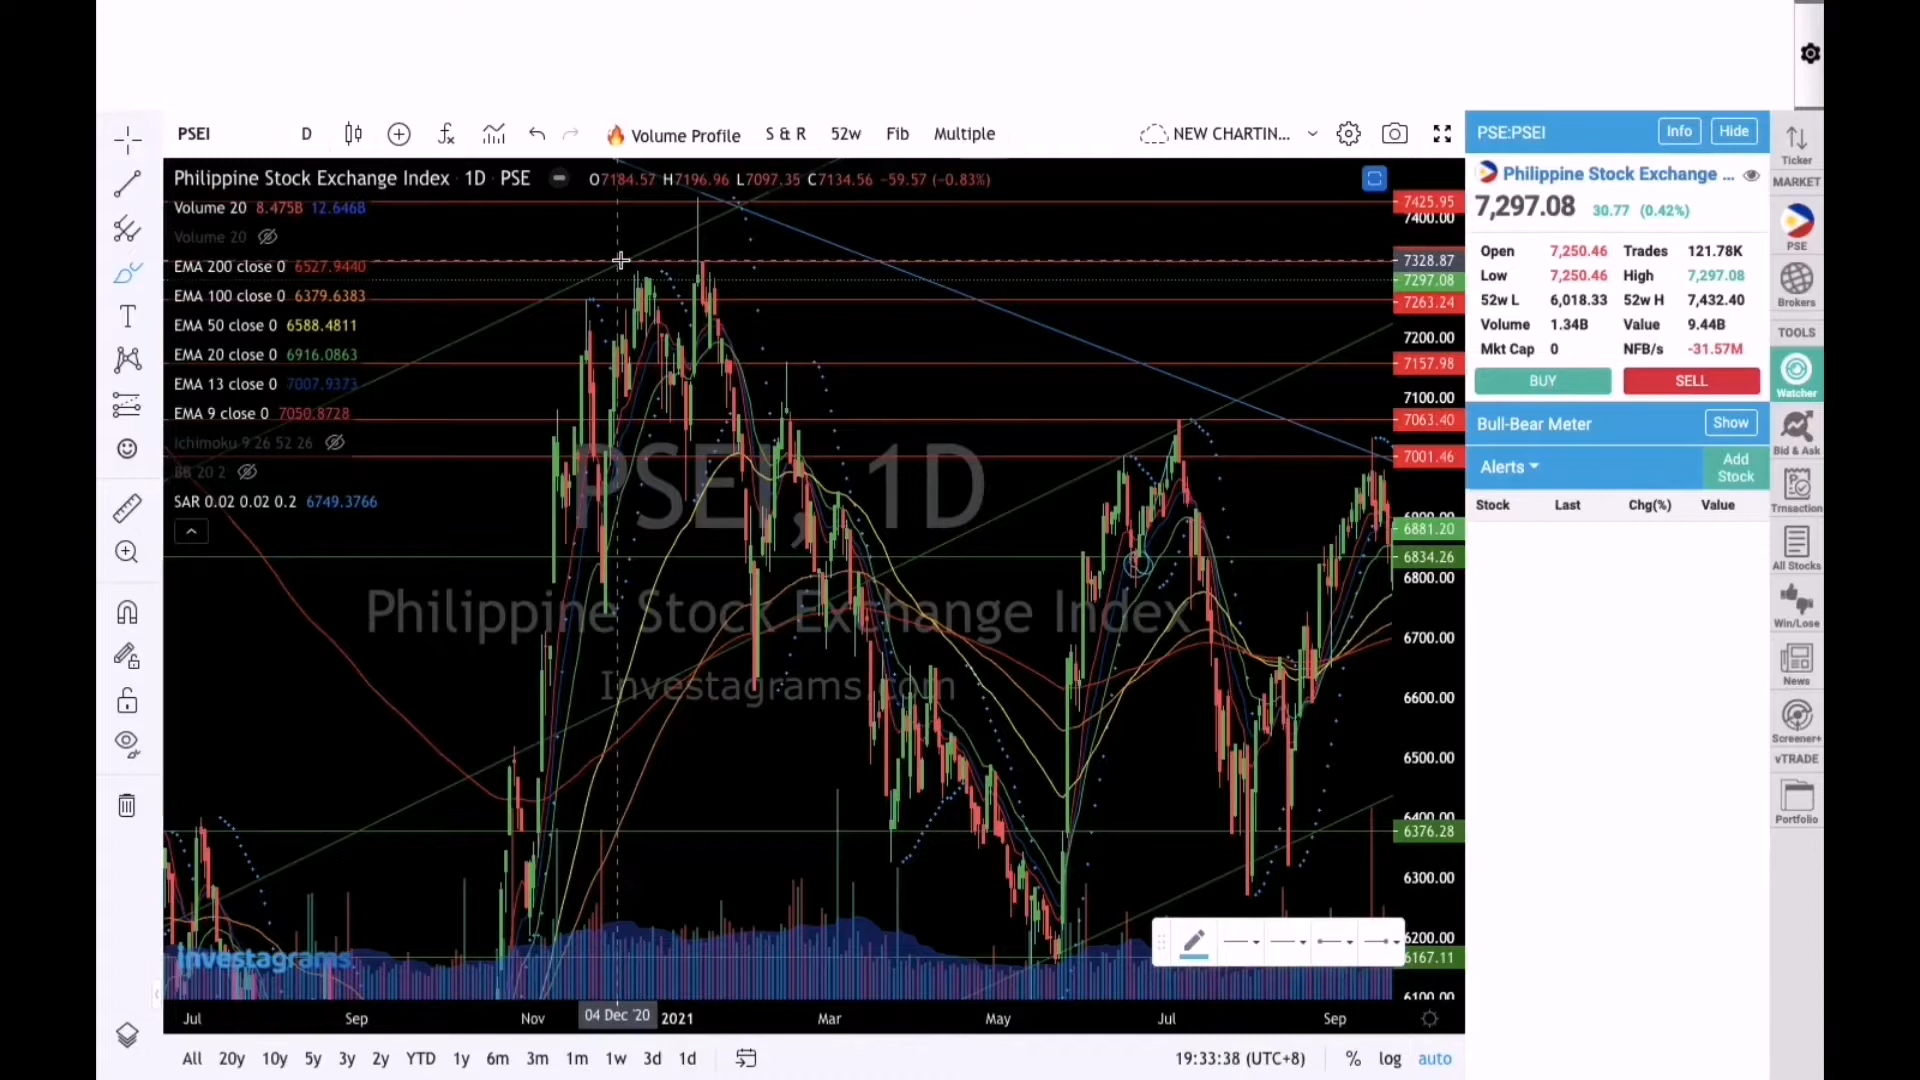 PSEI D Volume Profile S & R 52w Fib Multiple NEW CHARTIN...
Philippine Stock Exchange Index · 1D · PSE O7184.57 H7196.96 L7097.35 C7134.56 −59.57 (−0.83%)
Volume 20 8.475B 12.646B
Volume 20
EMA 200 close 0 6527.9440
EMA 100 close 0 6379.6383
EMA 50 close 0 6588.4811
EMA 20 close 0 6916.0863
EMA 13 close 0 7007.9373
EMA 9 close 0 7050.8728
Ichimoku 9 26 52 26
BB 20 2
SAR 0.02 0.02 0.2 6749.3766
PSEI, 1D
Philippine Stock Exchange Index
Investagrams.com
Investagrams
7425.95
7400.00
7328.87
7297.08
7263.24
7200.00
7157.98
7100.00
7063.40
7001.46
6881.20
6834.26
6800.00
6700.00
6600.00
6500.00
6400.00
6376.28
6300.00
6200.00
6167.11
6100.00
Jul Sep Nov 04 Dec '20 2021 Mar May Jul Sep
All 20y 10y 5y 3y 2y YTD 1y 6m 3m 1m 1w 3d 1d 19:33:38 (UTC+8) % log auto
PSE:PSEI Info Hide
Philippine Stock Exchange ...
7,297.08 30.77 (0.42%)
Open 7,250.46 Trades 121.78K
Low 7,250.46 High 7,297.08
52w L 6,018.33 52w H 7,432.40
Volume 1.34B Value 9.44B
Mkt Cap 0 NFB/s -31.57M
BUY SELL
Bull-Bear Meter Show
Alerts Add Stock
Stock Last Chg(%) Value
Ticker
MARKET
PSE
Brokers
TOOLS
Watcher
Bid & Ask
Trnsaction
All Stocks
Win/Lose
News
Screener+
vTRADE
Portfolio